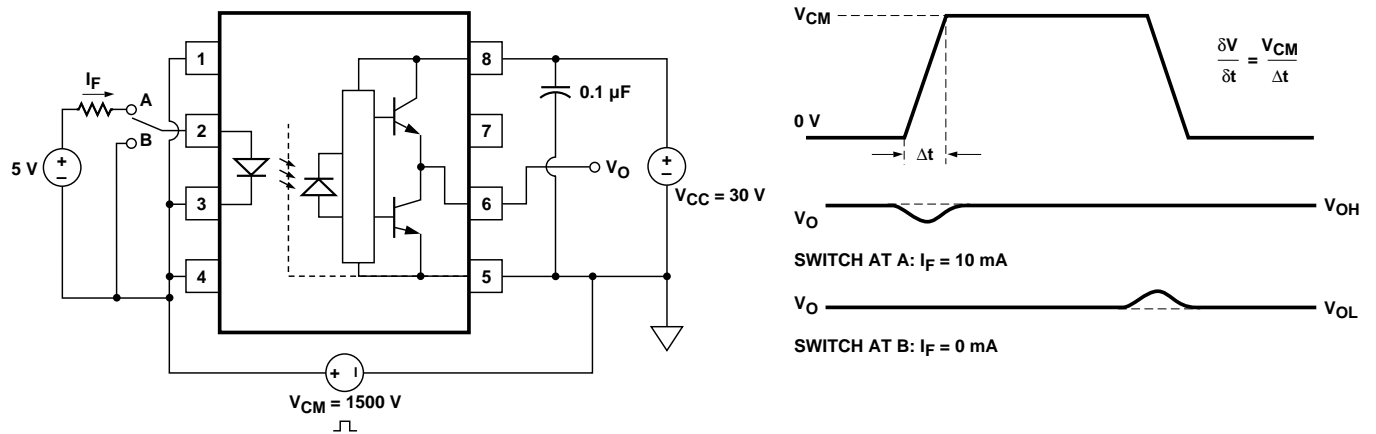 I_F
A
B
5 V
+
–
1
2
3
4
8
7
6
5
0.1 µF
V_O
+
–
V_CC = 30 V
+ –
V_CM = 1500 V
V_CM
0 V
Δt
δV/δt = V_CM/Δt
V_O
V_OH
SWITCH AT A: I_F = 10 mA
V_O
V_OL
SWITCH AT B: I_F = 0 mA